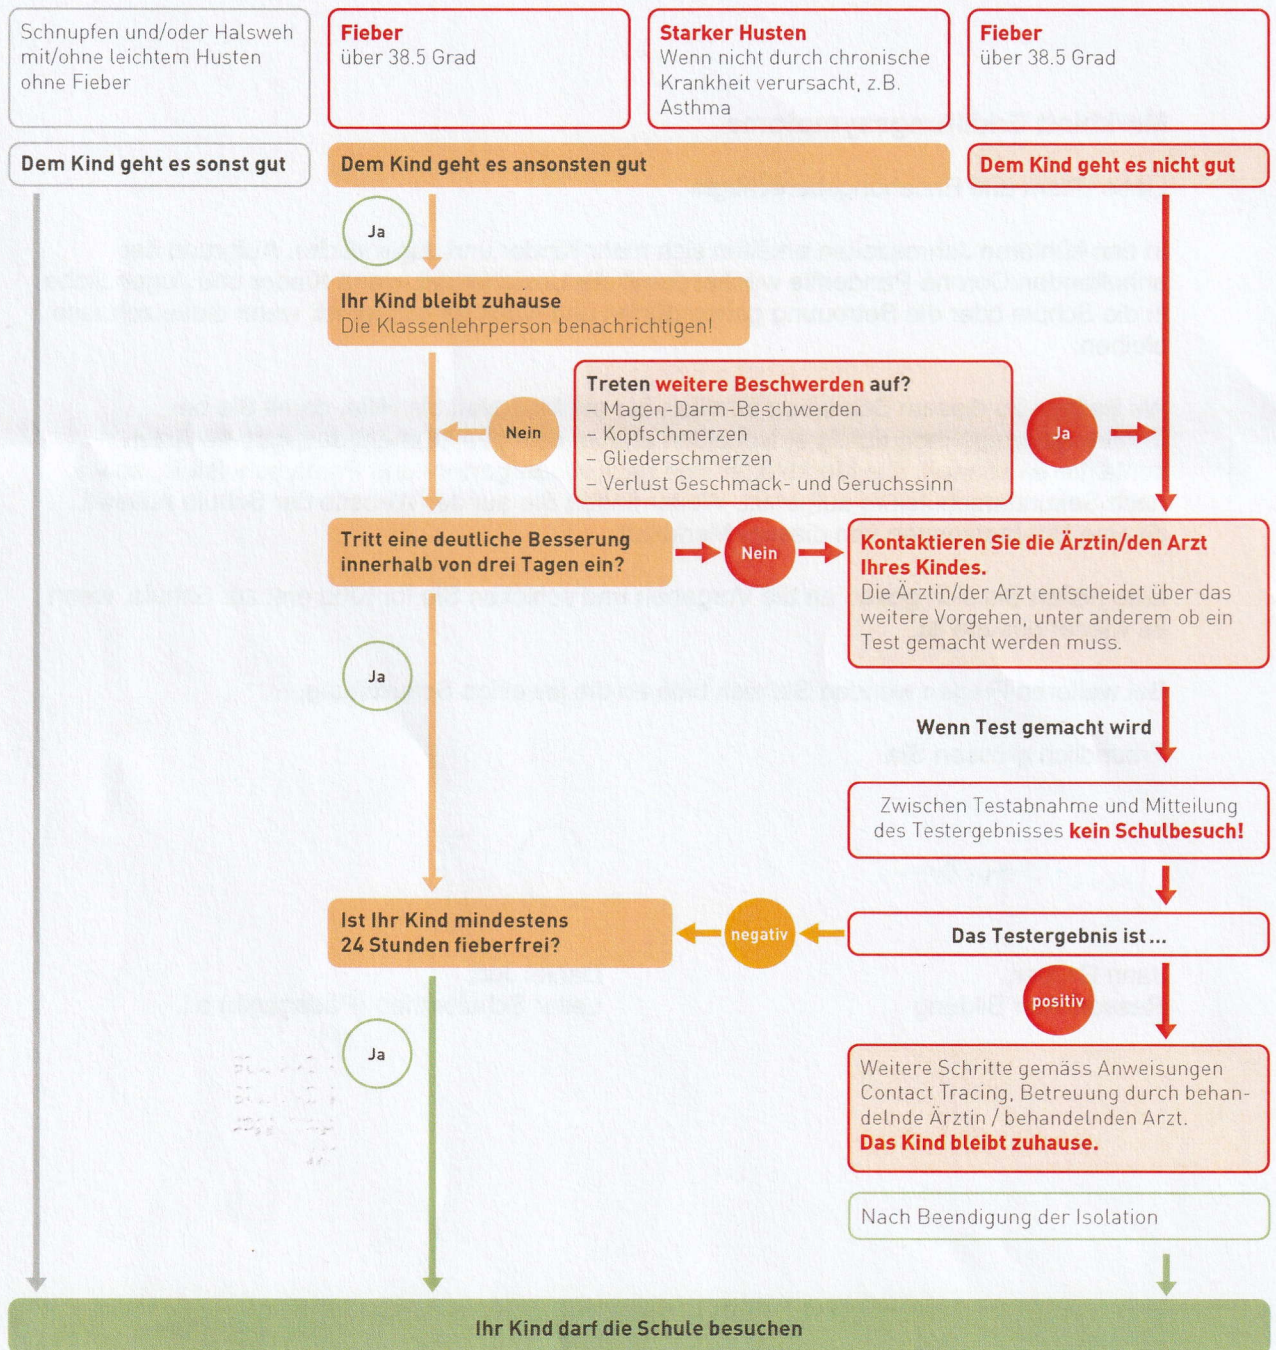 Schnupfen und/oder Halsweh
mit/ohne leichtem Husten
ohne Fieber
Fieber
über 38.5 Grad
Starker Husten
Wenn nicht durch chronische
Krankheit verursacht, z.B.
Asthma
Fieber
über 38.5 Grad
Dem Kind geht es sonst gut
Dem Kind geht es ansonsten gut
Dem Kind geht es nicht gut
Ja
Ihr Kind bleibt zuhause
Die Klassenlehrperson benachrichtigen!
Treten weitere Beschwerden auf?
– Magen-Darm-Beschwerden
– Kopfschmerzen
– Gliederschmerzen
– Verlust Geschmack- und Geruchssinn
Nein
Ja
Tritt eine deutliche Besserung
innerhalb von drei Tagen ein?
Nein
Kontaktieren Sie die Ärztin/den Arzt
Ihres Kindes.
Die Ärztin/der Arzt entscheidet über das
weitere Vorgehen, unter anderem ob ein
Test gemacht werden muss.
Ja
Wenn Test gemacht wird
Zwischen Testabnahme und Mitteilung
des Testergebnisses kein Schulbesuch!
Ist Ihr Kind mindestens
24 Stunden fieberfrei?
negativ
Das Testergebnis ist...
positiv
Ja
Weitere Schritte gemäss Anweisungen
Contact Tracing, Betreuung durch behan-
delnde Ärztin / behandelnden Arzt.
Das Kind bleibt zuhause.
Nach Beendigung der Isolation
Ihr Kind darf die Schule besuchen